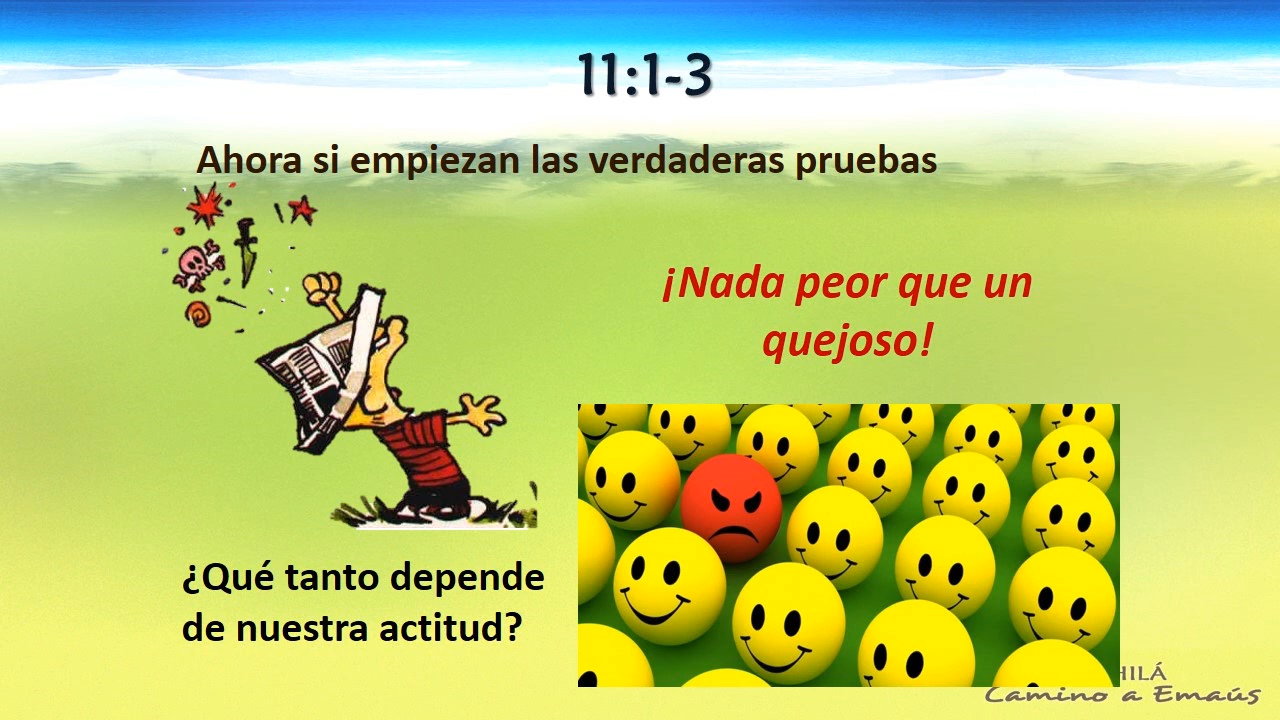 11:1-3
Ahora si empiezan las verdaderas pruebas
¡Nada peor que un
quejoso!
¿Qué tanto depende
de nuestra actitud?
HILÁ
Camino a Emaús